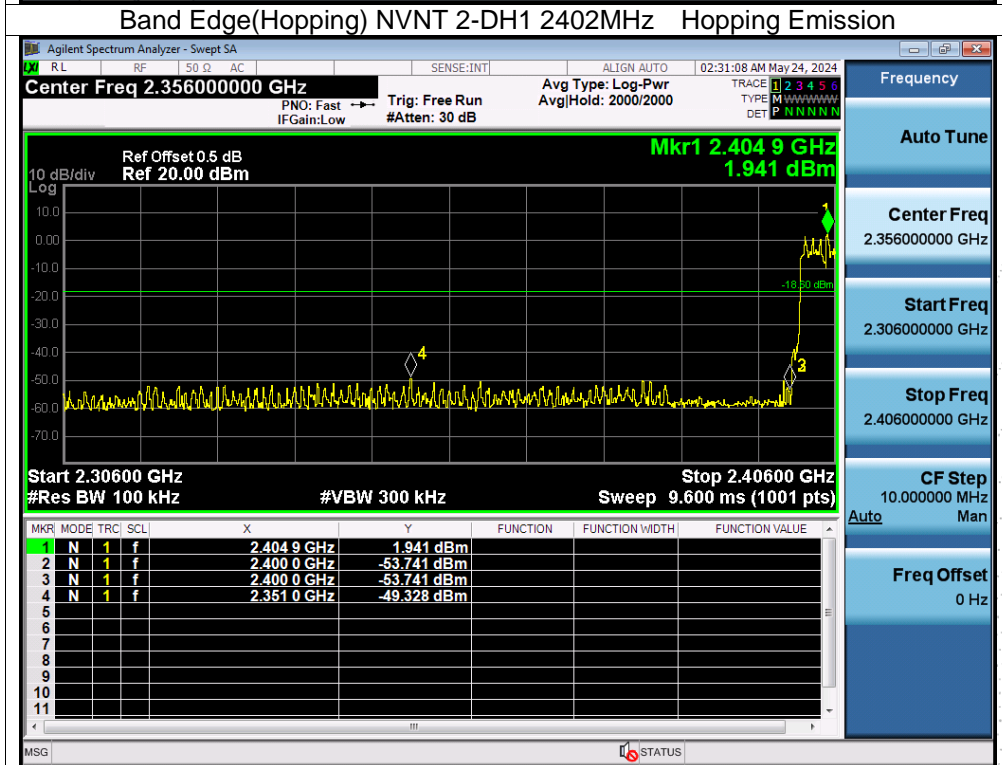 Band Edge(Hopping) NVNT 2-DH1 2402MHz Hopping Emission
Agilent Spectrum Analyzer - Swept SA
LXI RL RF 50 Ω AC SENSE:INT ALIGN AUTO 02:31:08 AM May 24, 2024
Center Freq 2.356000000 GHz
PNO: Fast
IFGain:Low
Trig: Free Run
#Atten: 30 dB
Avg Type: Log-Pwr
Avg|Hold: 2000/2000
TRACE 1 2 3 4 5 6
TYPE M WWWWW
DET P N N N N N
Mkr1 2.404 9 GHz
1.941 dBm
Ref Offset 0.5 dB
10 dB/div Ref 20.00 dBm
Log
10.0
0.00
-10.0
-20.0
-30.0
-40.0
-50.0
-60.0
-70.0
1
-18.60 dBm
4
3
Start 2.30600 GHz Stop 2.40600 GHz
#Res BW 100 kHz #VBW 300 kHz Sweep 9.600 ms (1001 pts)
MKR MODE TRC SCL X Y FUNCTION FUNCTION WIDTH FUNCTION VALUE
1 N 1 f 2.404 9 GHz 1.941 dBm
2 N 1 f 2.400 0 GHz -53.741 dBm
3 N 1 f 2.400 0 GHz -53.741 dBm
4 N 1 f 2.351 0 GHz -49.328 dBm
5
6
7
8
9
10
11
MSG STATUS
Frequency
Auto Tune
Center Freq
2.356000000 GHz
Start Freq
2.306000000 GHz
Stop Freq
2.406000000 GHz
CF Step
10.000000 MHz
Auto Man
Freq Offset
0 Hz